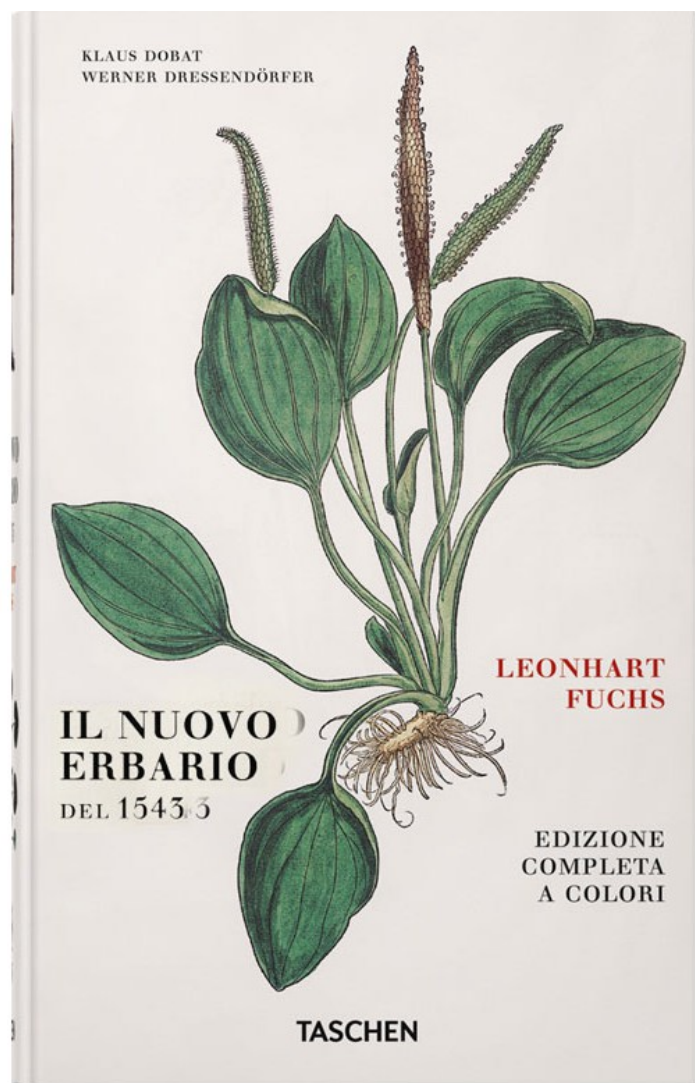 KLAUS DOBAT
WERNER DRESSENDÖRFER
LEONHART
FUCHS
IL NUOVO
ERBARIO
DEL 1543
EDIZIONE
COMPLETA
A COLORI
TASCHEN